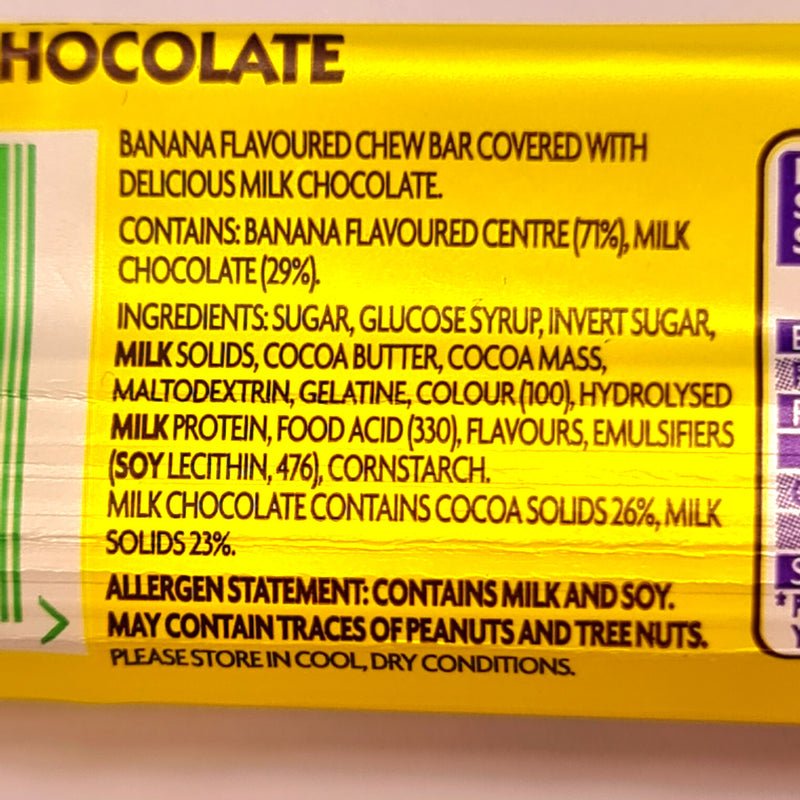 HOCOLATE
BANANA FLAVOURED CHEW BAR COVERED WITH
DELICIOUS MILK CHOCOLATE.
CONTAINS: BANANA FLAVOURED CENTRE (71%), MILK
CHOCOLATE (29%).
INGREDIENTS: SUGAR, GLUCOSE SYRUP, INVERT SUGAR,
MILK SOLIDS, COCOA BUTTER, COCOA MASS,
MALTODEXTRIN, GELATINE, COLOUR (100), HYDROLYSED
MILK PROTEIN, FOOD ACID (330), FLAVOURS, EMULSIFIERS
(SOY LECITHIN, 476), CORNSTARCH.
MILK CHOCOLATE CONTAINS COCOA SOLIDS 26%, MILK
SOLIDS 23%.
ALLERGEN STATEMENT: CONTAINS MILK AND SOY.
MAY CONTAIN TRACES OF PEANUTS AND TREE NUTS.
PLEASE STORE IN COOL, DRY CONDITIONS.